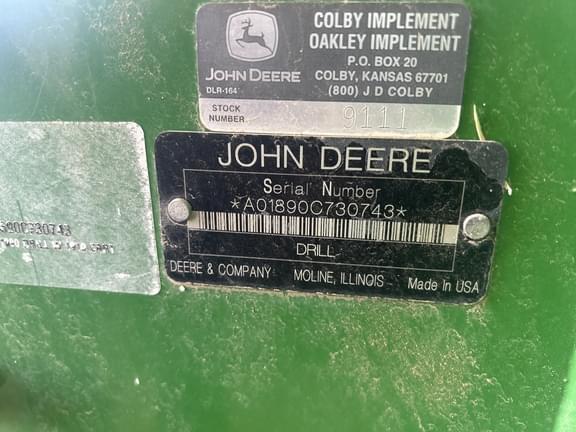 COLBY IMPLEMENT
OAKLEY IMPLEMENT
P.O. BOX 20
COLBY, KANSAS 67701
(800) J D COLBY
JOHN DEERE
DLR-164
STOCK
NUMBER
9111
JOHN DEERE
Serial Number
*A01890C730743*
DRILL
DEERE & COMPANY MOLINE, ILLINOIS Made In USA